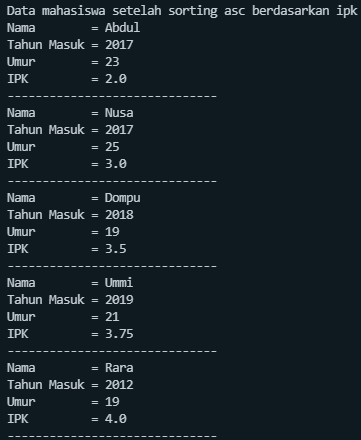 Data mahasiswa setelah sorting asc berdasarkan ipk
Nama        = Abdul
Tahun Masuk = 2017
Umur        = 23
IPK         = 2.0
------------------------------
Nama        = Nusa
Tahun Masuk = 2017
Umur        = 25
IPK         = 3.0
------------------------------
Nama        = Dompu
Tahun Masuk = 2018
Umur        = 19
IPK         = 3.5
------------------------------
Nama        = Ummi
Tahun Masuk = 2019
Umur        = 21
IPK         = 3.75
------------------------------
Nama        = Rara
Tahun Masuk = 2012
Umur        = 19
IPK         = 4.0
------------------------------